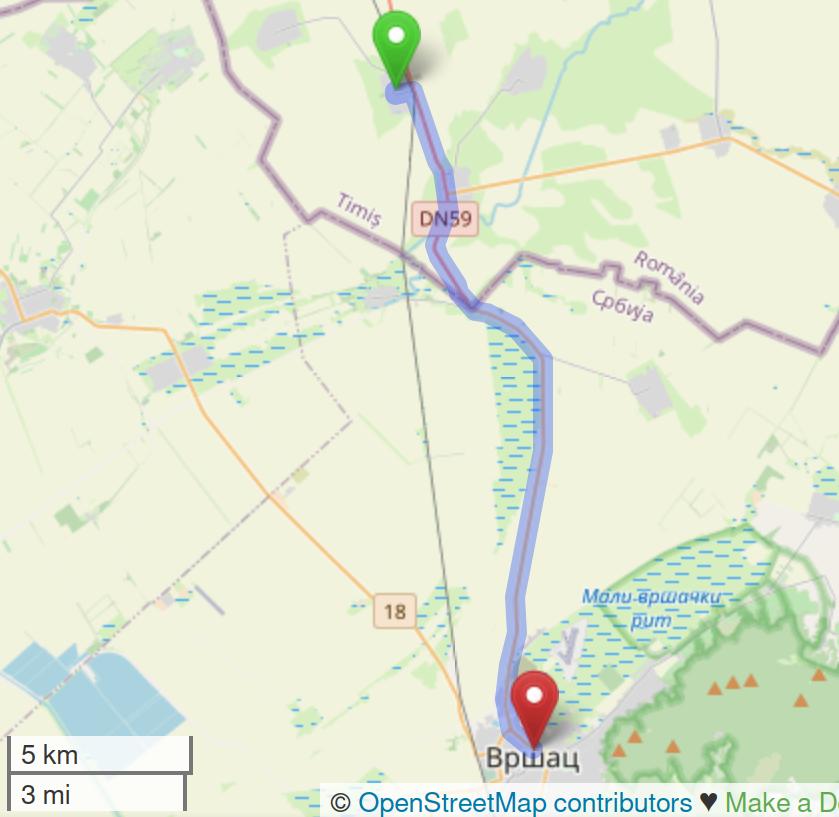 Timiș
DN59
România
Србија
Мали вршачки
рит
18
Вршац
5 km
3 mi
© OpenStreetMap contributors ♥ Make a D